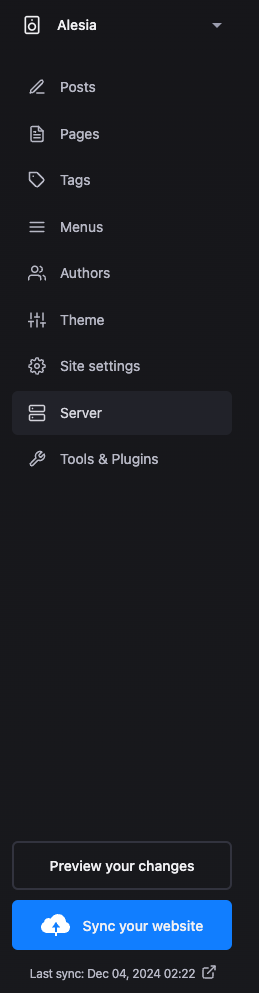 Alesia
Posts
Pages
Tags
Menus
Authors
Theme
Site settings
Server
Tools & Plugins
Preview your changes
Sync your website
Last sync: Dec 04, 2024 02:22